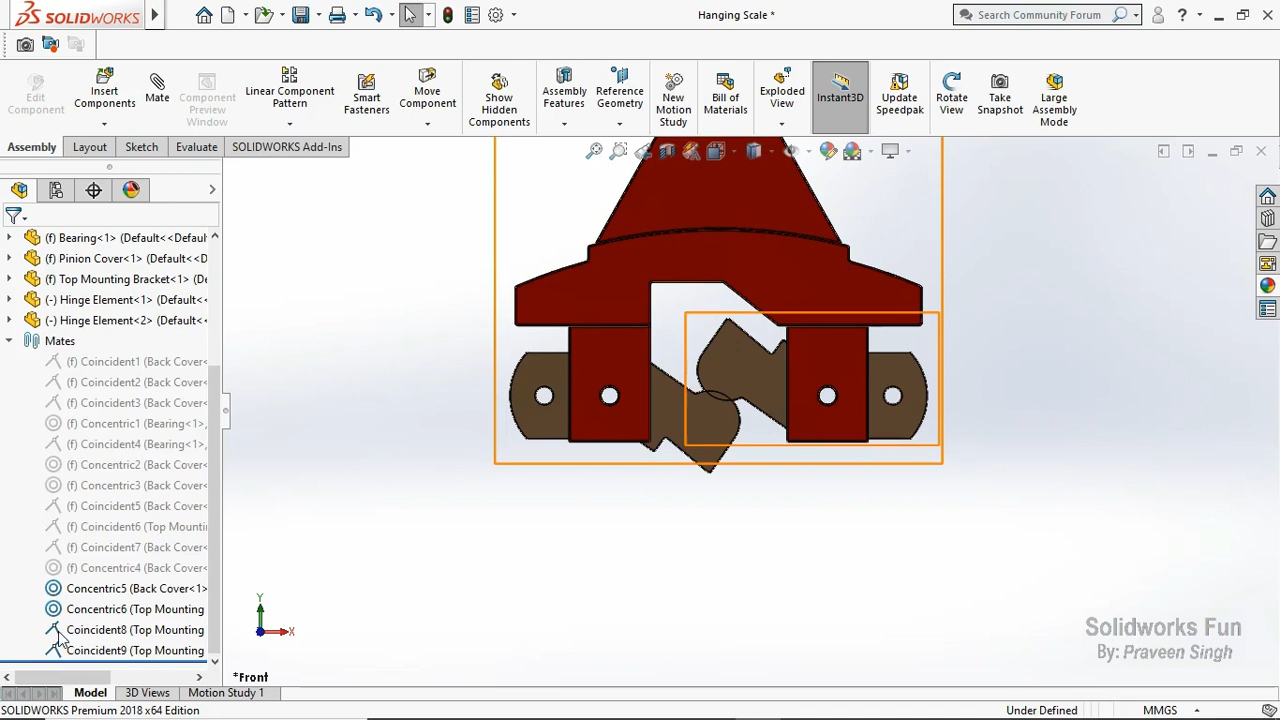 SOLIDWORKS
Hanging Scale *
Search Community Forum
?
Edit Component
Insert Components
Mate
Component Preview Window
Linear Component Pattern
Smart Fasteners
Move Component
Show Hidden Components
Assembly Features
Reference Geometry
New Motion Study
Bill of Materials
Exploded View
Instant3D
Update Speedpak
Rotate View
Take Snapshot
Large Assembly Mode
Assembly
Layout
Sketch
Evaluate
SOLIDWORKS Add-Ins
(f) Bearing<1> (Default<<Defaul
(f) Pinion Cover<1> (Default<<D
(f) Top Mounting Bracket<1> (
(-) Hinge Element<1> (Default<
(-) Hinge Element<2> (Default<
Mates
(f) Coincident1 (Back Cover<
(f) Coincident2 (Back Cover<
(f) Coincident3 (Back Cover<
(f) Concentric1 (Bearing<1>,
(f) Coincident4 (Bearing<1>,
(f) Concentric2 (Back Cover<
(f) Concentric3 (Back Cover<
(f) Coincident5 (Back Cover<
(f) Coincident6 (Top Mountin
(f) Coincident7 (Back Cover<
(f) Concentric4 (Back Cover<
Concentric5 (Back Cover<1>
Concentric6 (Top Mounting
Coincident8 (Top Mounting
Coincident9 (Top Mounting
Y
X
*Front
Solidworks Fun
By: Praveen Singh
Model
3D Views
Motion Study 1
SOLIDWORKS Premium 2018 x64 Edition
Under Defined
MMGS